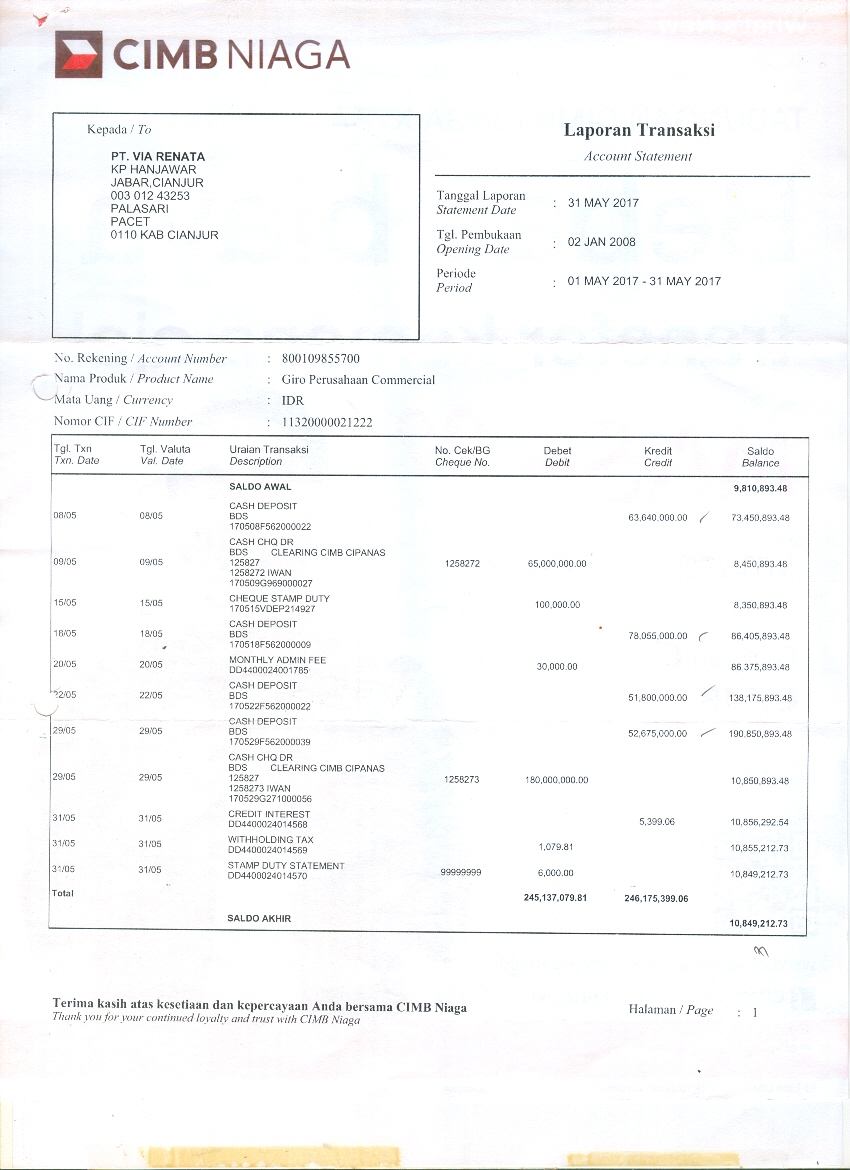 CIMB NIAGA
Kepada / To
PT. VIA RENATA
KP HANJAWAR
JABAR,CIANJUR
003 012 43253
PALASARI
PACET
0110 KAB CIANJUR
Laporan Transaksi
Account Statement
Tanggal Laporan : 31 MAY 2017
Statement Date
Tgl. Pembukaan : 02 JAN 2008
Opening Date
Periode : 01 MAY 2017 - 31 MAY 2017
Period
No. Rekening / Account Number : 800109855700
Nama Produk / Product Name : Giro Perusahaan Commercial
Mata Uang / Currency : IDR
Nomor CIF / CIF Number : 11320000021222
Tgl. Txn Tgl. Valuta Uraian Transaksi No. Cek/BG Debet Kredit Saldo
Txn. Date Val. Date Description Cheque No. Debit Credit Balance
SALDO AWAL 9,810,893.48
CASH DEPOSIT
08/05 08/05 BDS 63,640,000.00 73,450,893.48
170508F562000022
CASH CHQ DR
BDS CLEARING CIMB CIPANAS
09/05 09/05 125827 1258272 65,000,000.00 8,450,893.48
1258272 IWAN
170509G969000027
15/05 15/05 CHEQUE STAMP DUTY 100,000.00 8,350,893.48
170515VDEP214927
CASH DEPOSIT
18/05 18/05 BDS 78,055,000.00 86,405,893.48
170518F562000009
20/05 20/05 MONTHLY ADMIN FEE 30,000.00 86,375,893.48
DD4400024001785
CASH DEPOSIT
22/05 22/05 BDS 51,800,000.00 138,175,893.48
170522F562000022
CASH DEPOSIT
29/05 29/05 BDS 52,675,000.00 190,850,893.48
170529F562000039
CASH CHQ DR
BDS CLEARING CIMB CIPANAS
29/05 29/05 125827 1258273 180,000,000.00 10,850,893.48
1258273 IWAN
170529G271000056
31/05 31/05 CREDIT INTEREST 5,399.06 10,856,292.54
DD4400024014568
31/05 31/05 WITHHOLDING TAX 1,079.81 10,855,212.73
DD4400024014569
31/05 31/05 STAMP DUTY STATEMENT 99999999 6,000.00 10,849,212.73
DD4400024014570
Total 245,137,079.81 246,175,399.06
SALDO AKHIR 10,849,212.73
Terima kasih atas kesetiaan dan kepercayaan Anda bersama CIMB Niaga
Thank you for your continued loyalty and trust with CIMB Niaga
Halaman / Page : 1